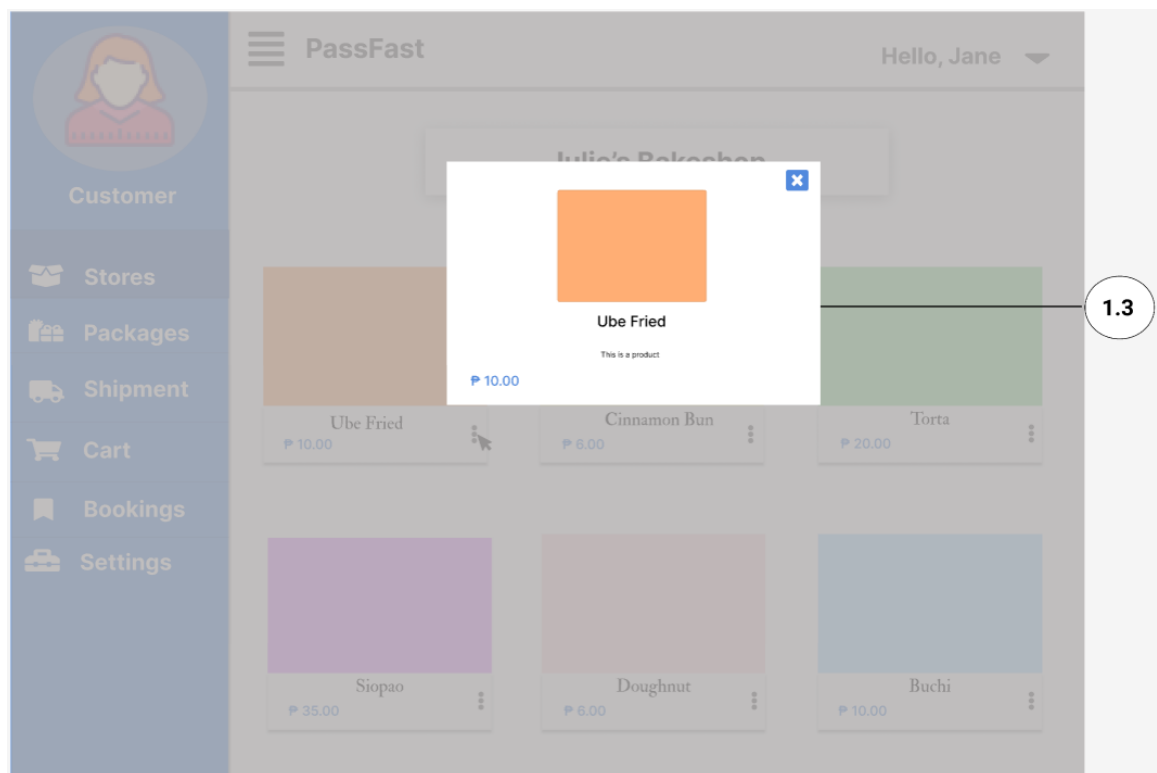 PassFast
Hello, Jane
Customer
Julie's Bakeshop
Stores
Packages
Shipment
Cart
Bookings
Settings
Ube Fried
This is a product
₱ 10.00
1.3
Ube Fried
₱ 10.00
Cinnamon Bun
₱ 6.00
Torta
₱ 20.00
Siopao
₱ 35.00
Doughnut
₱ 6.00
Buchi
₱ 10.00